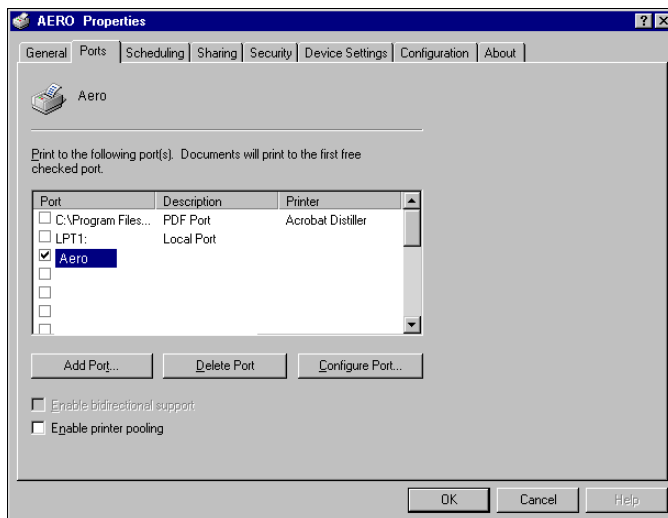 AERO Properties
General Ports Scheduling Sharing Security Device Settings Configuration About
Aero
Print to the following port(s). Documents will print to the first free
checked port.
Port Description Printer
C:\Program Files... PDF Port Acrobat Distiller
LPT1: Local Port
Aero
Add Port... Delete Port Configure Port...
Enable bidirectional support
Enable printer pooling
OK Cancel Help